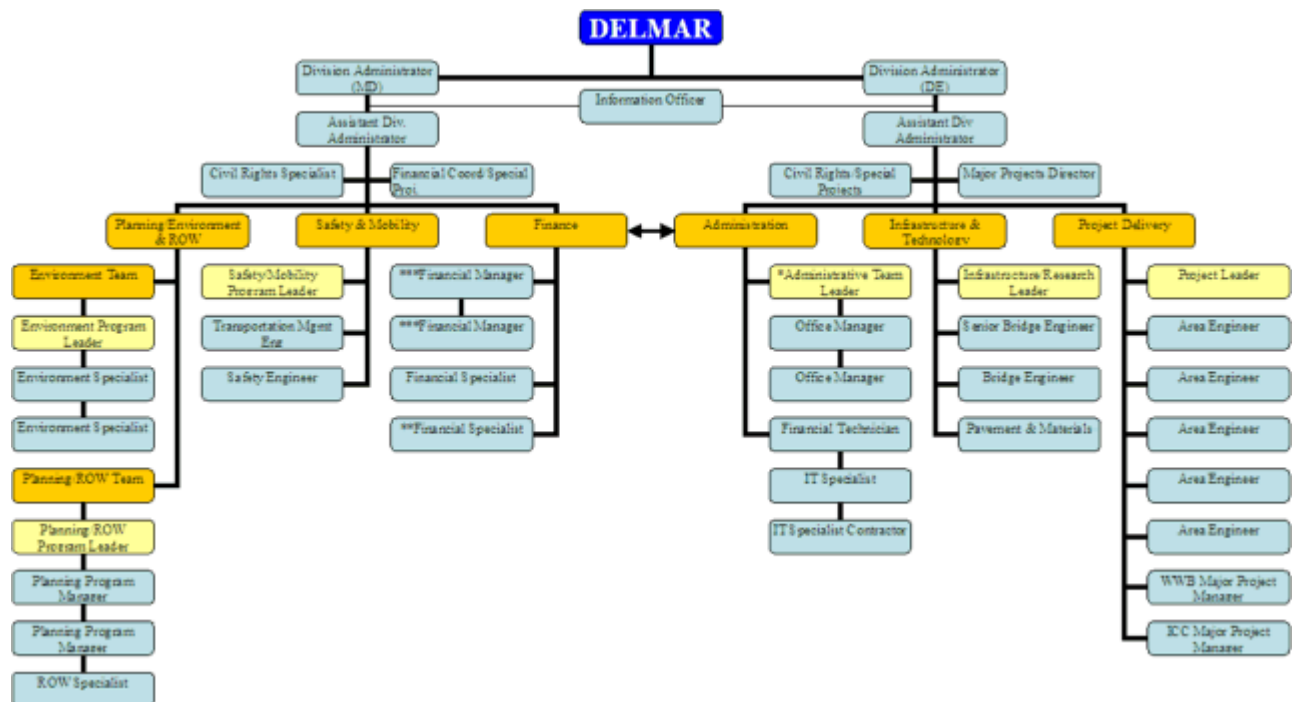 DELMAR
Division Administrator
(MD)
Division Administrator
(DE)
Information Officer
Assistant Div.
Administrator
Assistant Div
Administrator
Civil Rights Specialist
Financial Coord/Special
Proj.
Civil Rights/Special
Projects
Major Projects Director
Planning/Environment
& ROW
Safety & Mobility
Finance
Administration
Infrastructure &
Technology
Project Delivery
Environment Team
Safety/Mobility
Program Leader
***Financial Manager
*Administrative Team
Leader
Infrastructure Research
Leader
Project Leader
Environment Program
Leader
Transportation Mgmt
Eng
***Financial Manager
Office Manager
Senior Bridge Engineer
Area Engineer
Environment Specialist
Safety Engineer
Financial Specialist
Office Manager
Bridge Engineer
Area Engineer
Environment Specialist
**Financial Specialist
Financial Technician
Pavement & Materials
Area Engineer
Planning/ROW Team
IT Specialist
Area Engineer
Planning/ROW
Program Leader
IT Specialist Contractor
Area Engineer
Planning Program
Manager
WWB Major Project
Manager
Planning Program
Manager
ICC Major Project
Manager
ROW Specialist